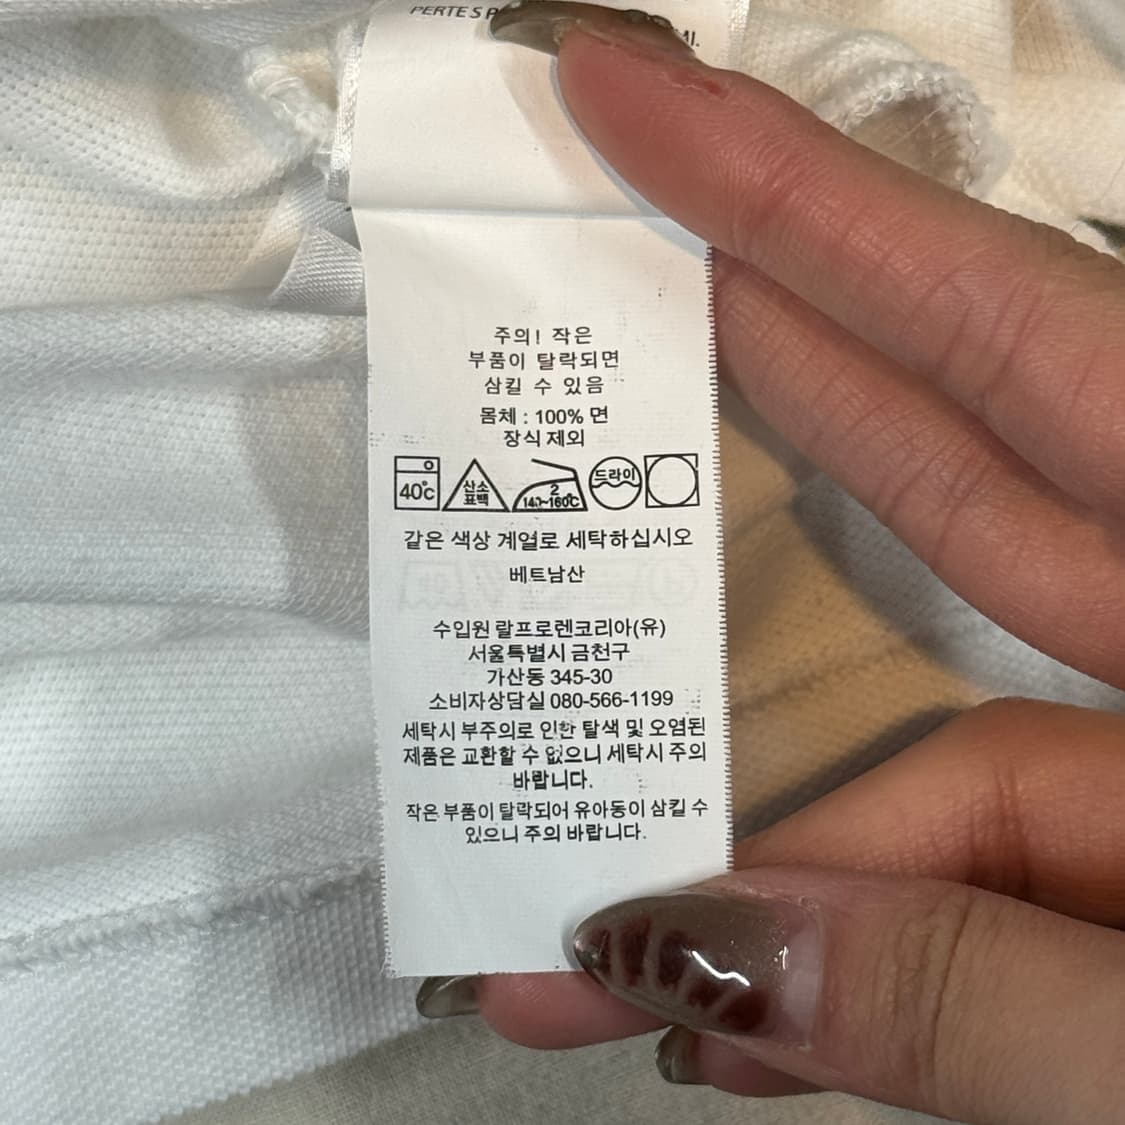 PERTES P
MI.
주의! 작은
부품이 탈락되면
삼킬 수 있음
몸체 : 100% 면
장식 제외
40℃ 산소 표백 2 140~160℃ 드라이
같은 색상 계열로 세탁하십시오
베트남산
수입원 랄프로렌코리아(유)
서울특별시 금천구
가산동 345-30
소비자상담실 080-566-1199
세탁시 부주의로 인한 탈색 및 오염된
제품은 교환할 수 없으니 세탁시 주의
바랍니다.
작은 부품이 탈락되어 유아동이 삼킬 수
있으니 주의 바랍니다.